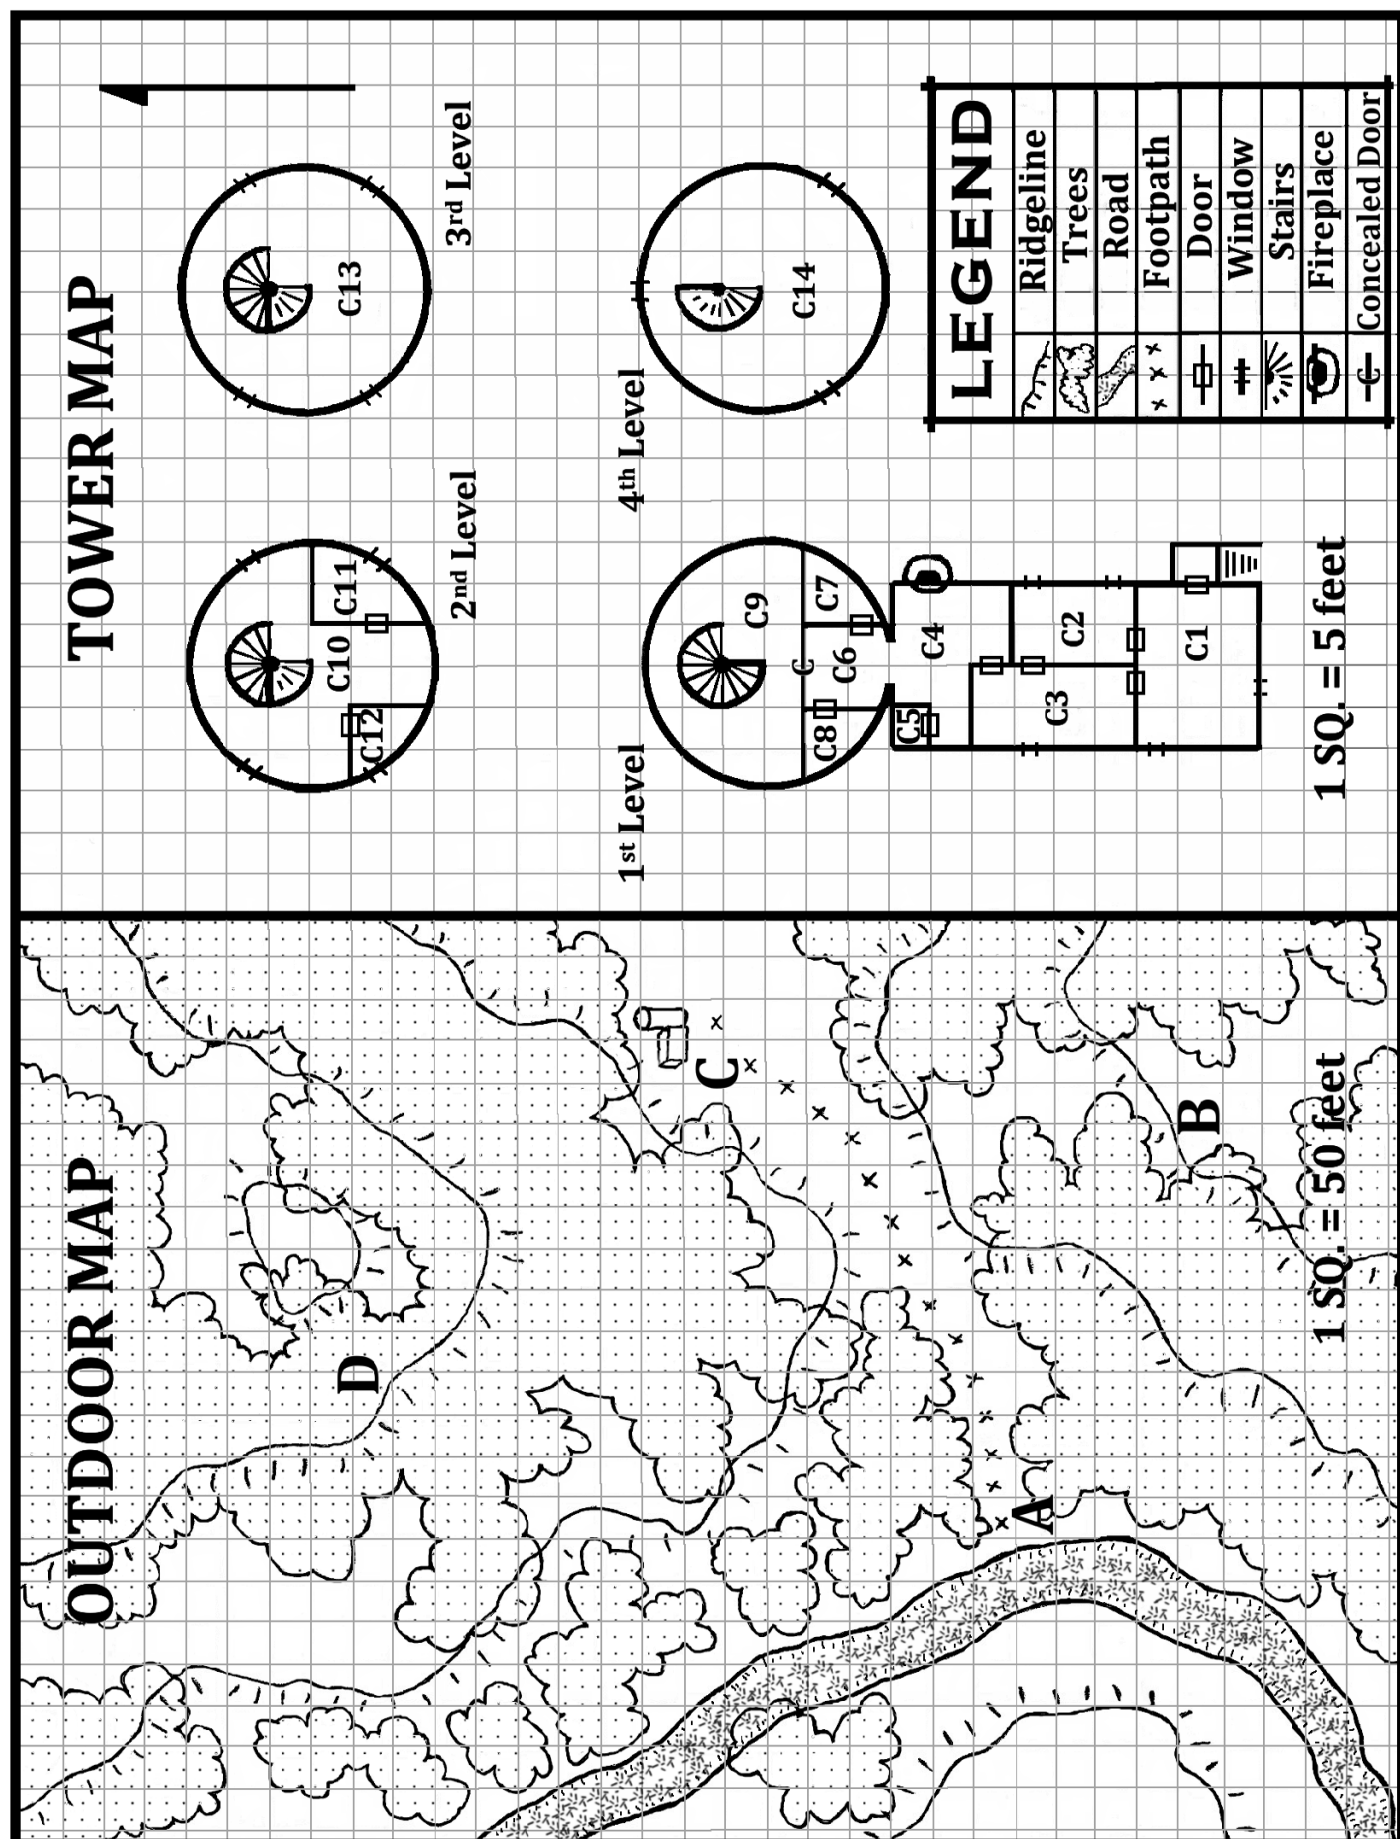 OUTDOOR MAP
D
C
A
B
1 SQ. = 50 feet
TOWER MAP
C10
C11
C12
2nd Level
C13
3rd Level
1st Level
C9
C
C8
C6
C7
C5
C4
C3
C2
C1
4th Level
C14
1 SQ. = 5 feet
LEGEND
Ridgeline
Trees
Road
Footpath
Door
Window
Stairs
Fireplace
Concealed Door
C